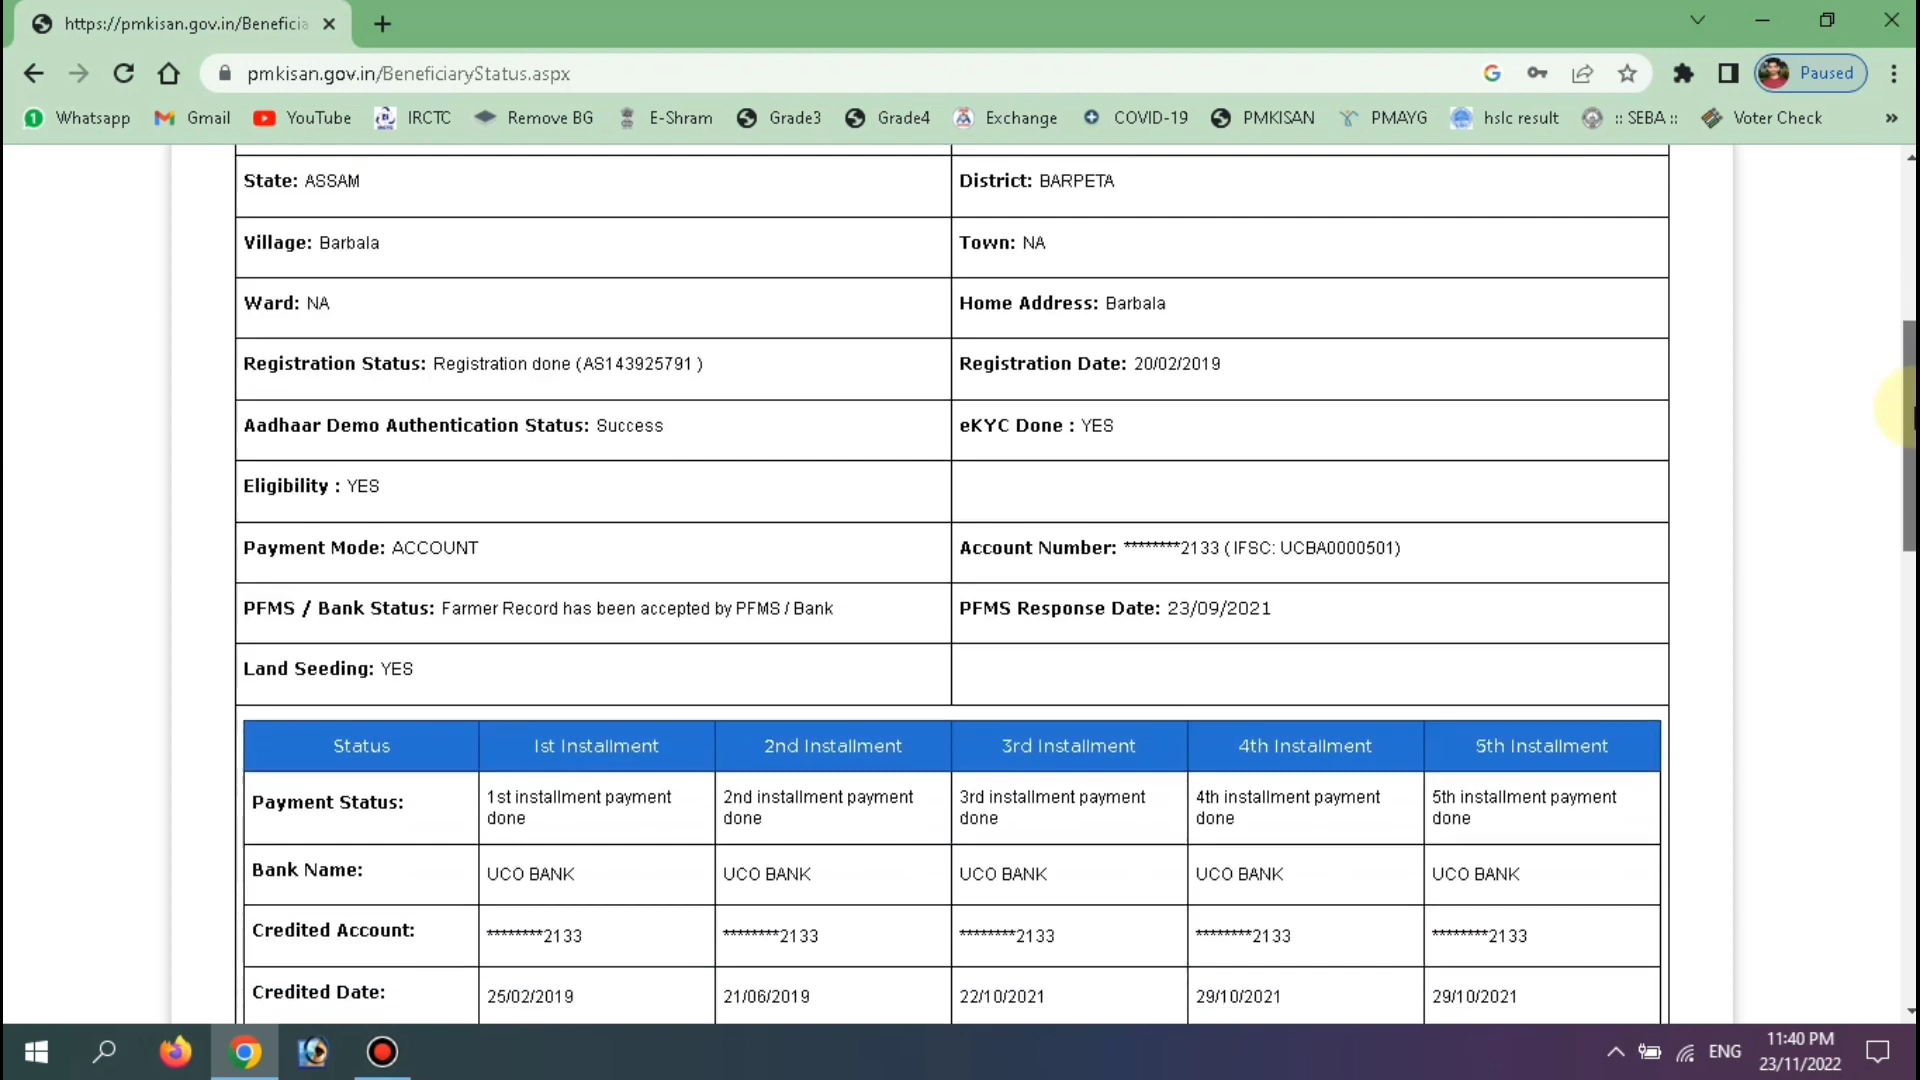 https://pmkisan.gov.in/Beneficia
pmkisan.gov.in/BeneficiaryStatus.aspx
Paused
1 Whatsapp Gmail YouTube IRCTC Remove BG E-Shram Grade3 Grade4 Exchange COVID-19 PMKISAN PMAYG hslc result :: SEBA :: Voter Check »
State: ASSAM
District: BARPETA
Village: Barbala
Town: NA
Ward: NA
Home Address: Barbala
Registration Status: Registration done (AS143925791 )
Registration Date: 20/02/2019
Aadhaar Demo Authentication Status: Success
eKYC Done : YES
Eligibility : YES
Payment Mode: ACCOUNT
Account Number: ********2133 ( IFSC: UCBA0000501)
PFMS / Bank Status: Farmer Record has been accepted by PFMS / Bank
PFMS Response Date: 23/09/2021
Land Seeding: YES
Status 1st Installment 2nd Installment 3rd Installment 4th Installment 5th Installment
Payment Status:
1st installment payment
done
2nd installment payment
done
3rd installment payment
done
4th installment payment
done
5th installment payment
done
Bank Name: UCO BANK UCO BANK UCO BANK UCO BANK UCO BANK
Credited Account: ********2133 ********2133 ********2133 ********2133 ********2133
Credited Date: 25/02/2019 21/06/2019 22/10/2021 29/10/2021 29/10/2021
ENG
11:40 PM
23/11/2022